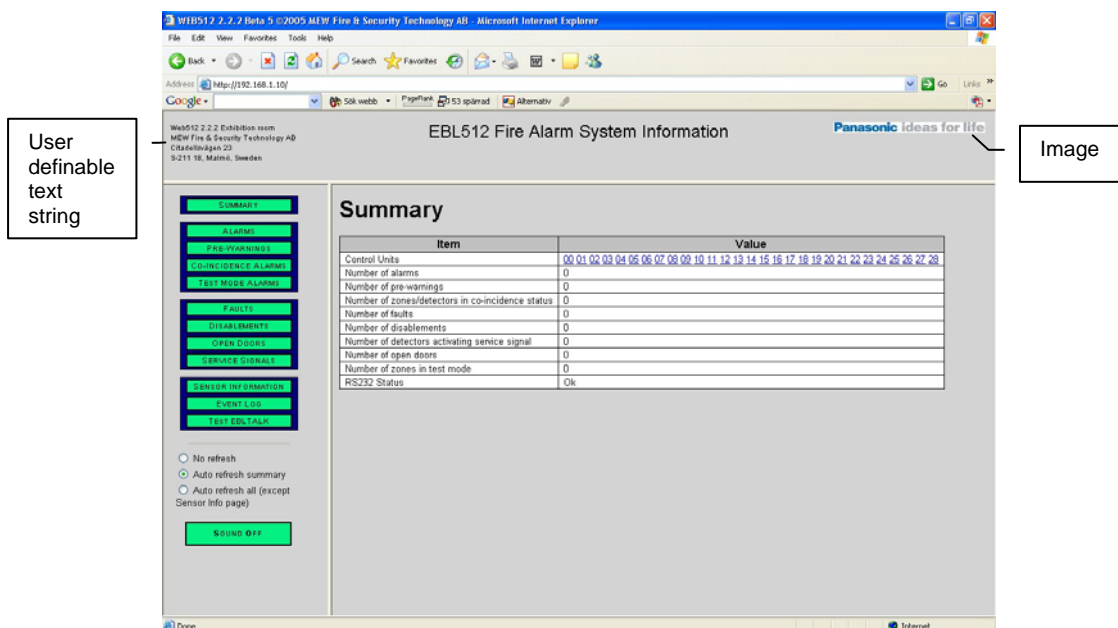 WEB512 2.2.2 Beta 5 ©2005 MEW Fire & Security Technology AB - Microsoft Internet Explorer
File Edit View Favorites Tools Help
Back Search Favorites
Address http://192.168.1.10/ Go Links
Google Sök webb PageRank 53 spärrad Alternativ
User
definable
text
string
Web512 2.2.2 Exhibition room
MEW Fire & Security Technology AB
Citadellsvägen 23
S-211 18, Malmö, Sweden
EBL512 Fire Alarm System Information
Panasonic ideas for life
Image
SUMMARY
ALARMS
PRE-WARNINGS
CO-INCIDENCE ALARMS
TEST MODE ALARMS
FAULTS
DISABLEMENTS
OPEN DOORS
SERVICE SIGNALS
SENSOR INFORMATION
EVENT LOG
TEST EBLTALK
No refresh
Auto refresh summary
Auto refresh all (except
Sensor Info page)
SOUND OFF
Summary
Item Value
Control Units 00 01 02 03 04 05 06 07 08 09 10 11 12 13 14 15 16 17 18 19 20 21 22 23 24 25 26 27 28
Number of alarms 0
Number of pre-warnings 0
Number of zones/detectors in co-incidence status 0
Number of faults 0
Number of disablements 0
Number of detectors activating service signal 0
Number of open doors 0
Number of zones in test mode 0
RS232 Status Ok
Done Internet